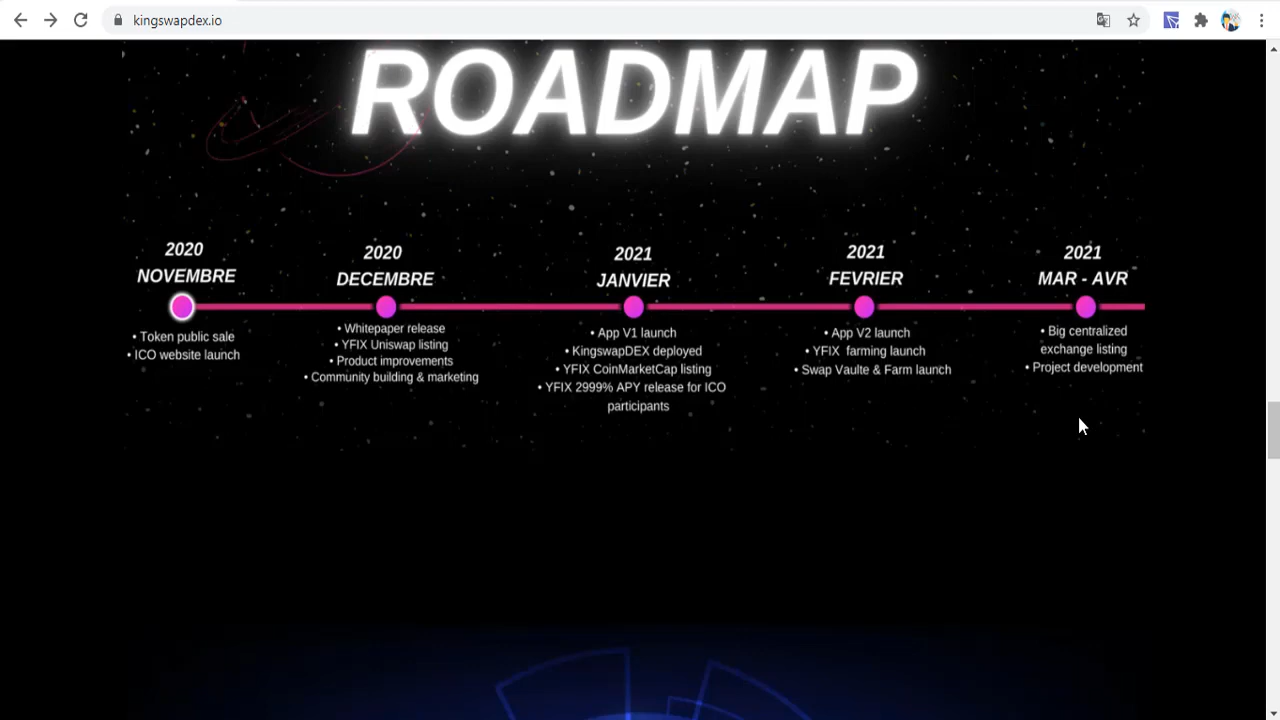 kingswapdex.io
ROADMAP
2020
NOVEMBRE
• Token public sale
• ICO website launch
2020
DECEMBRE
• Whitepaper release
• YFIX Uniswap listing
• Product improvements
• Community building & marketing
2021
JANVIER
• App V1 launch
• KingswapDEX deployed
• YFIX CoinMarketCap listing
• YFIX 2999% APY release for ICO
participants
2021
FEVRIER
• App V2 launch
• YFIX farming launch
• Swap Vaulte & Farm launch
2021
MAR - AVR
• Big centralized
exchange listing
• Project development